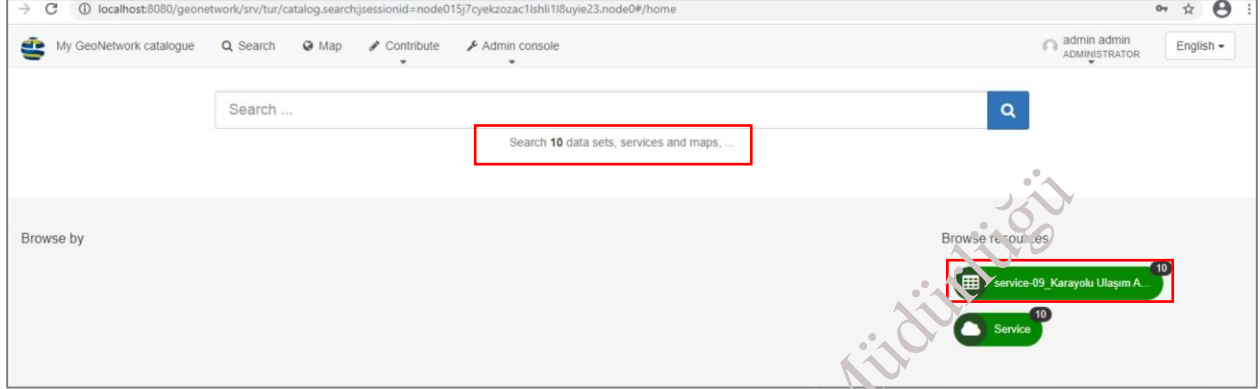 localhost:8080/geonetwork/srv/tur/catalog.search;jsessionid=node015j7cyekzozac1lshli1l8uyie23.node0#/home
My GeoNetwork catalogue Search Map Contribute Admin console admin admin ADMINISTRATOR English
Search ...
Search 10 data sets, services and maps, ...
Browse by
Browse resources
service-09_Karayolu Ulaşım A... 10
Service 10
Müdürlüğü